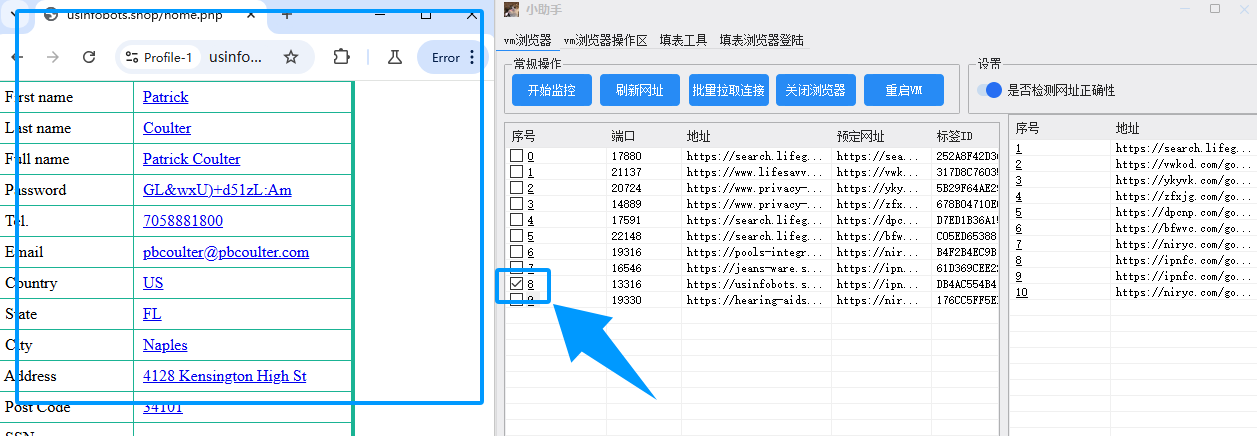 usinfobots.shop/home.php
Profile-1
usinfo...
Error
First name Patrick
Last name Coulter
Full name Patrick Coulter
Password GL&wxU)+d51zL:Am
Tel. 7058881800
Email pbcoulter@pbcoulter.com
Country US
State FL
City Naples
Address 4128 Kensington High St
Post Code 34101
小助手
vm浏览器 vm浏览器操作区 填表工具 填表浏览器登陆
常规操作
开始监控 刷新网址 批量拉取连接 关闭浏览器 重启VM
设置
是否检测网址正确性
序号 端口 地址 预定网址 标签ID
0 17880 https://search.lifeg... https://sea... 252A8F42D3
1 21137 https://www.lifesavv... https://vwk... 317D8C7603
2 20724 https://www.privacy-... https://yky... 5B29F64AE2
3 14889 https://www.privacy-... https://zfx... 678B04710E
4 17591 https://search.lifeg... https://dpc... D7ED1B36A1
5 22148 https://search.lifeg... https://bfw... C05ED65388
6 19316 https://pools-integr... https://nir... B4F2B4EC9B
7 16546 https://jeans-ware.s... https://ipn... 61D369CEE2
8 13316 https://usinfobots.s... https://ipn... DB4AC554B4
9 19330 https://hearing-aids... https://nir... 176CC5FF5E
序号 地址
1 https://search.lifeg...
2 https://vwkod.com/go...
3 https://ykyvk.com/go...
4 https://zfxjg.com/go...
5 https://dpcnp.com/go...
6 https://bfwvc.com/go...
7 https://niryc.com/go...
8 https://ipnfc.com/go...
9 https://ipnfc.com/go...
10 https://niryc.com/go...